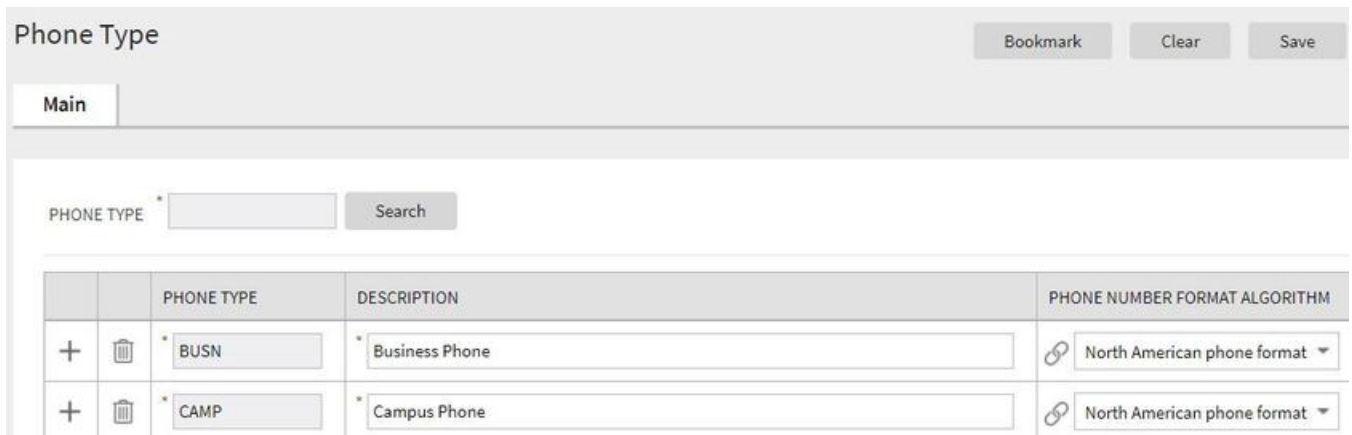 Phone Type
Bookmark Clear Save
Main
PHONE TYPE * Search
PHONE TYPE DESCRIPTION PHONE NUMBER FORMAT ALGORITHM
* BUSN * Business Phone North American phone format
* CAMP * Campus Phone North American phone format